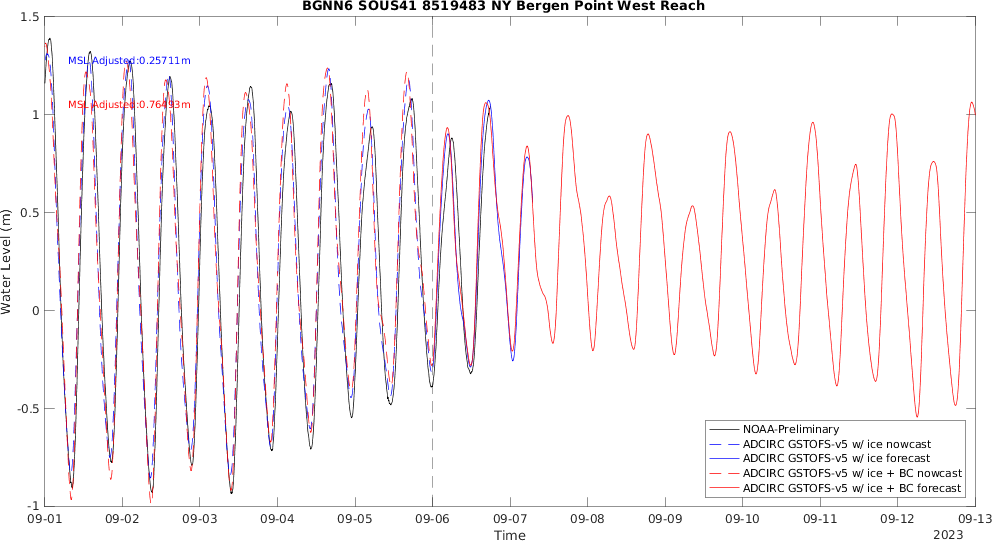 BGNN6 SOUS41 8519483 NY Bergen Point West Reach
MSL Adjusted:0.25711m
MSL Adjusted:0.76493m
Water Level (m)
1.5
1
0.5
0
-0.5
-1
NOAA-Preliminary
ADCIRC GSTOFS-v5 w/ ice nowcast
ADCIRC GSTOFS-v5 w/ ice forecast
ADCIRC GSTOFS-v5 w/ ice + BC nowcast
ADCIRC GSTOFS-v5 w/ ice + BC forecast
09-01 09-02 09-03 09-04 09-05 09-06 09-07 09-08 09-09 09-10 09-11 09-12 09-13
Time
2023